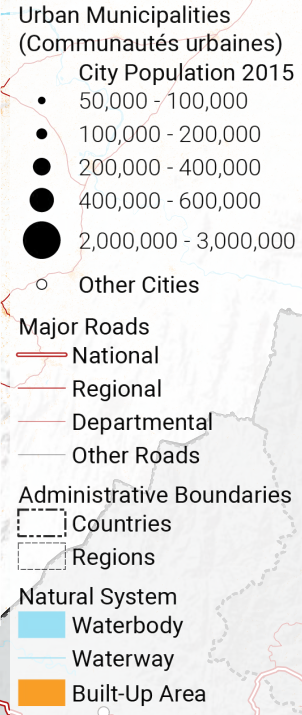 Urban Municipalities
(Communautés urbaines)
City Population 2015
50,000 - 100,000
100,000 - 200,000
200,000 - 400,000
400,000 - 600,000
2,000,000 - 3,000,000
Other Cities
Major Roads
National
Regional
Departmental
Other Roads
Administrative Boundaries
Countries
Regions
Natural System
Waterbody
Waterway
Built-Up Area